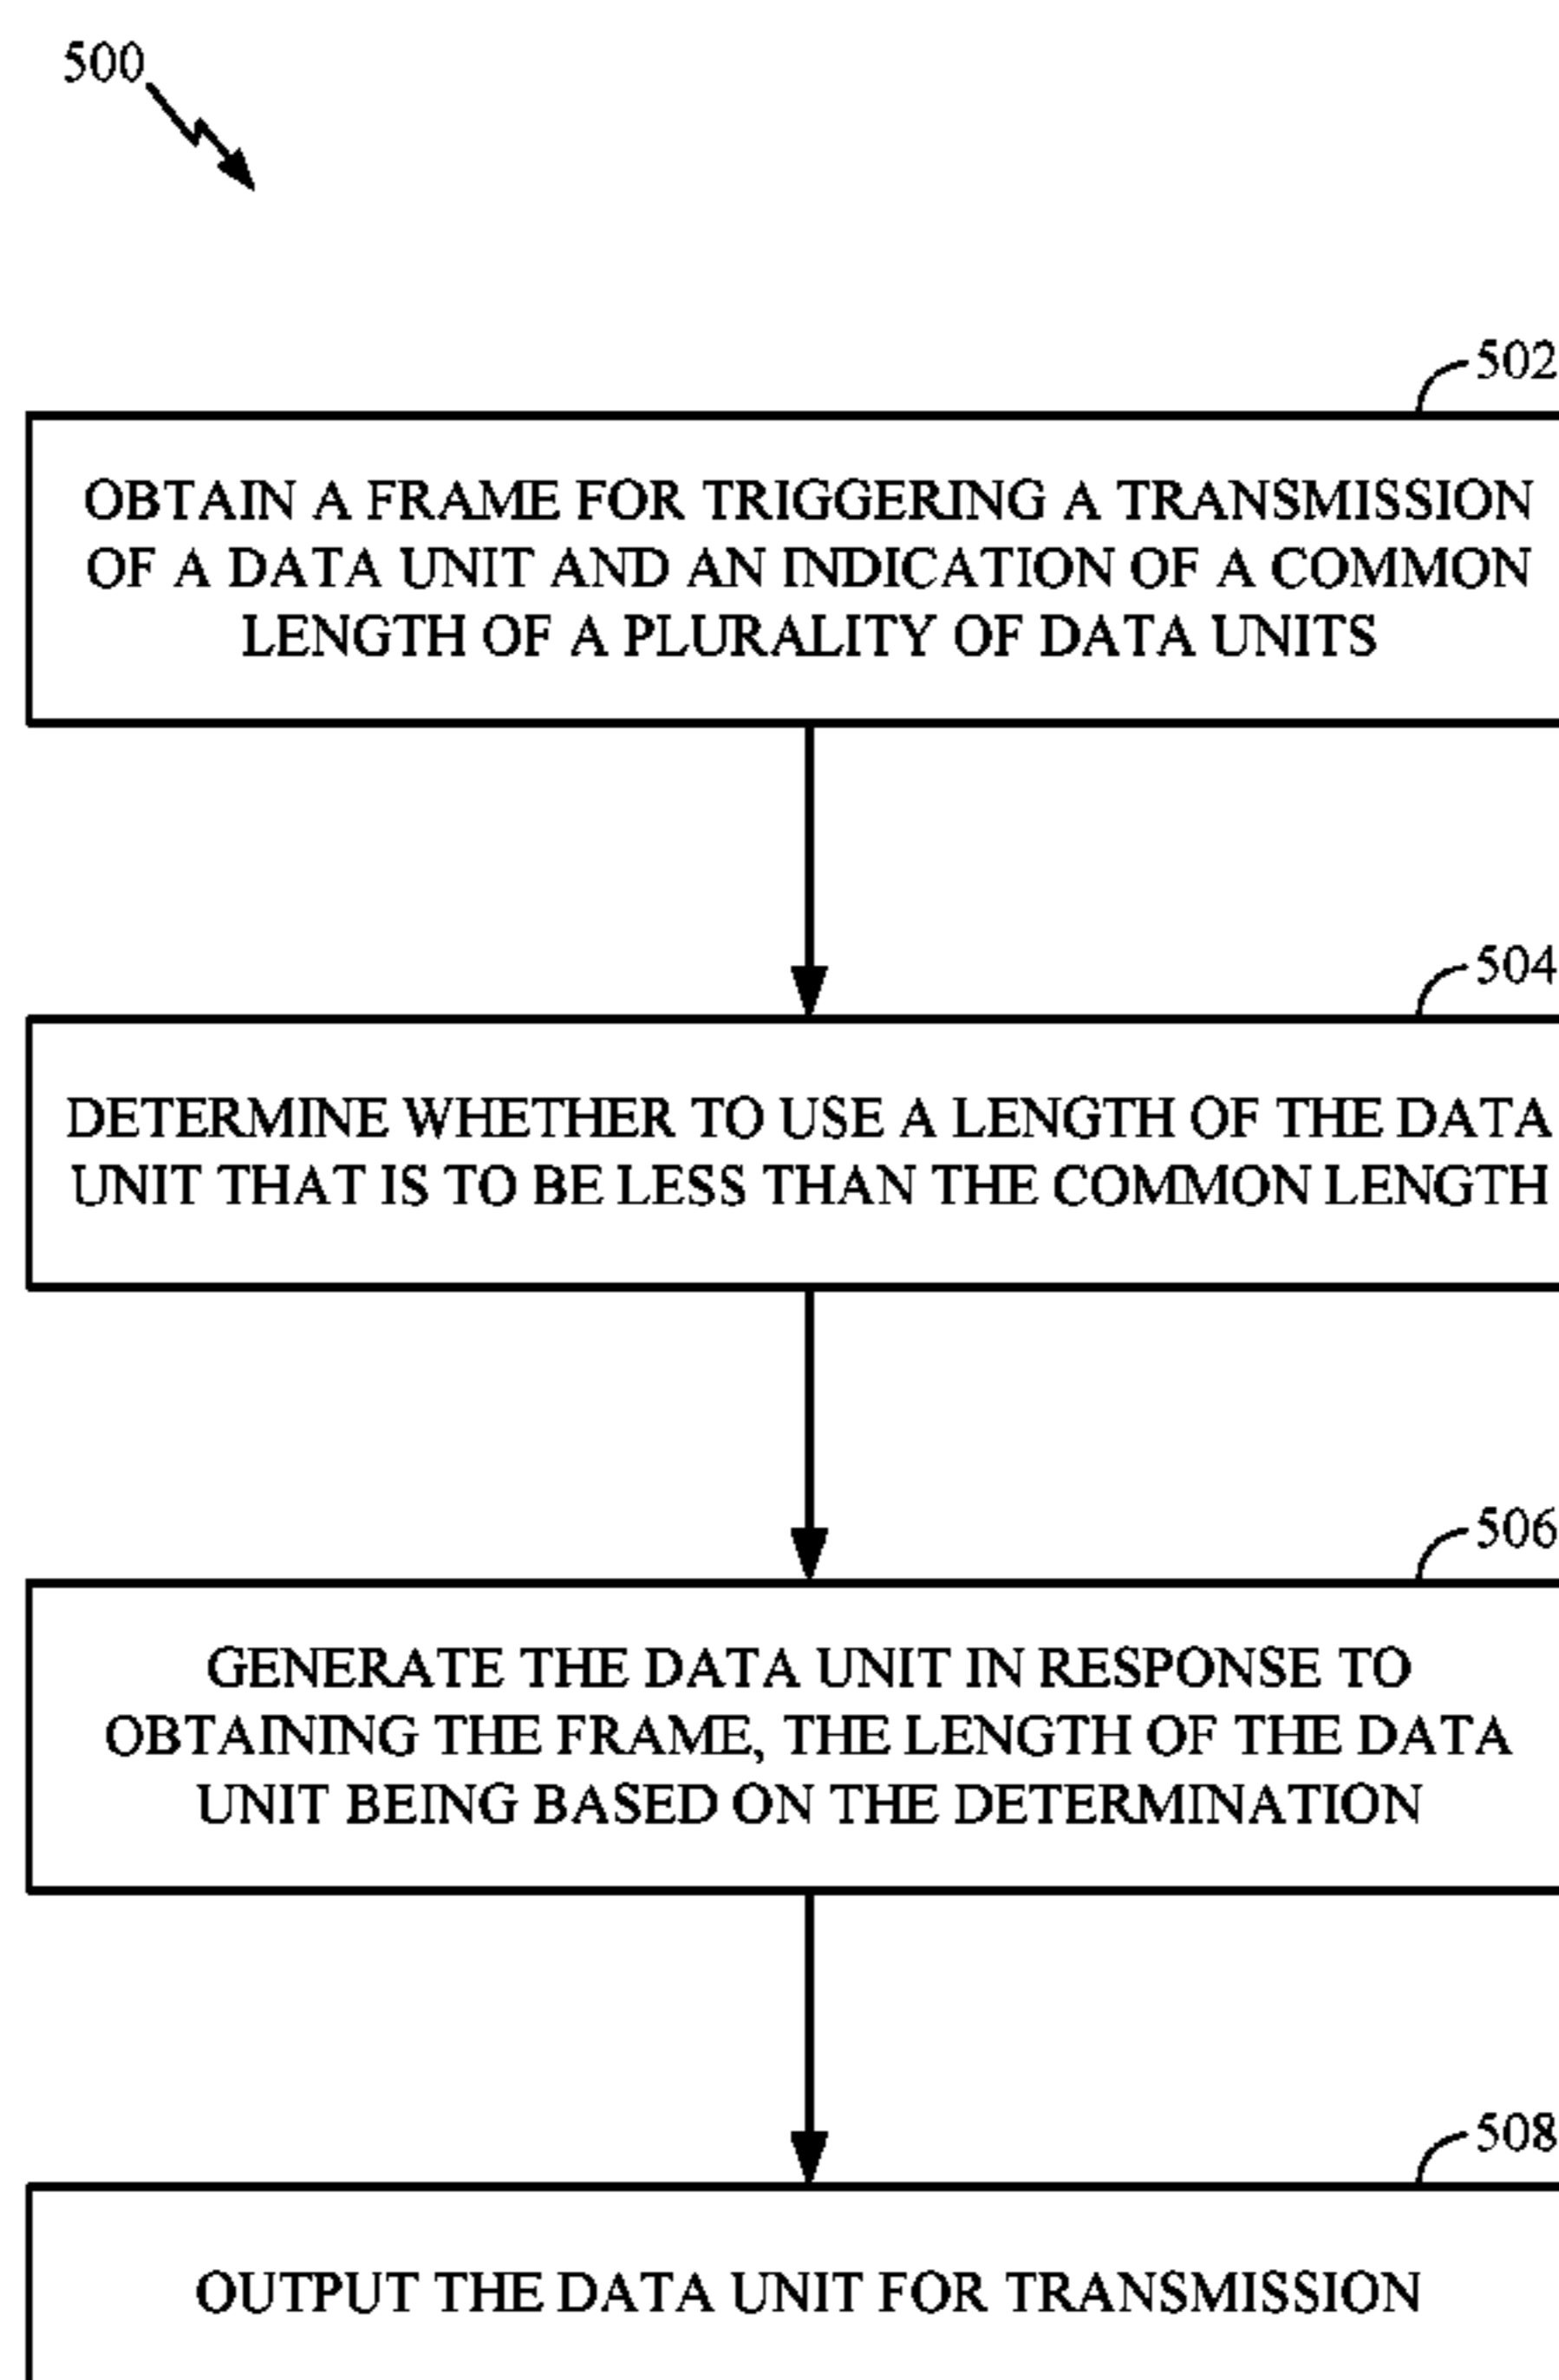 500
502
OBTAIN A FRAME FOR TRIGGERING A TRANSMISSION
OF A DATA UNIT AND AN INDICATION OF A COMMON
LENGTH OF A PLURALITY OF DATA UNITS
504
DETERMINE WHETHER TO USE A LENGTH OF THE DATA
UNIT THAT IS TO BE LESS THAN THE COMMON LENGTH
506
GENERATE THE DATA UNIT IN RESPONSE TO
OBTAINING THE FRAME, THE LENGTH OF THE DATA
UNIT BEING BASED ON THE DETERMINATION
508
OUTPUT THE DATA UNIT FOR TRANSMISSION